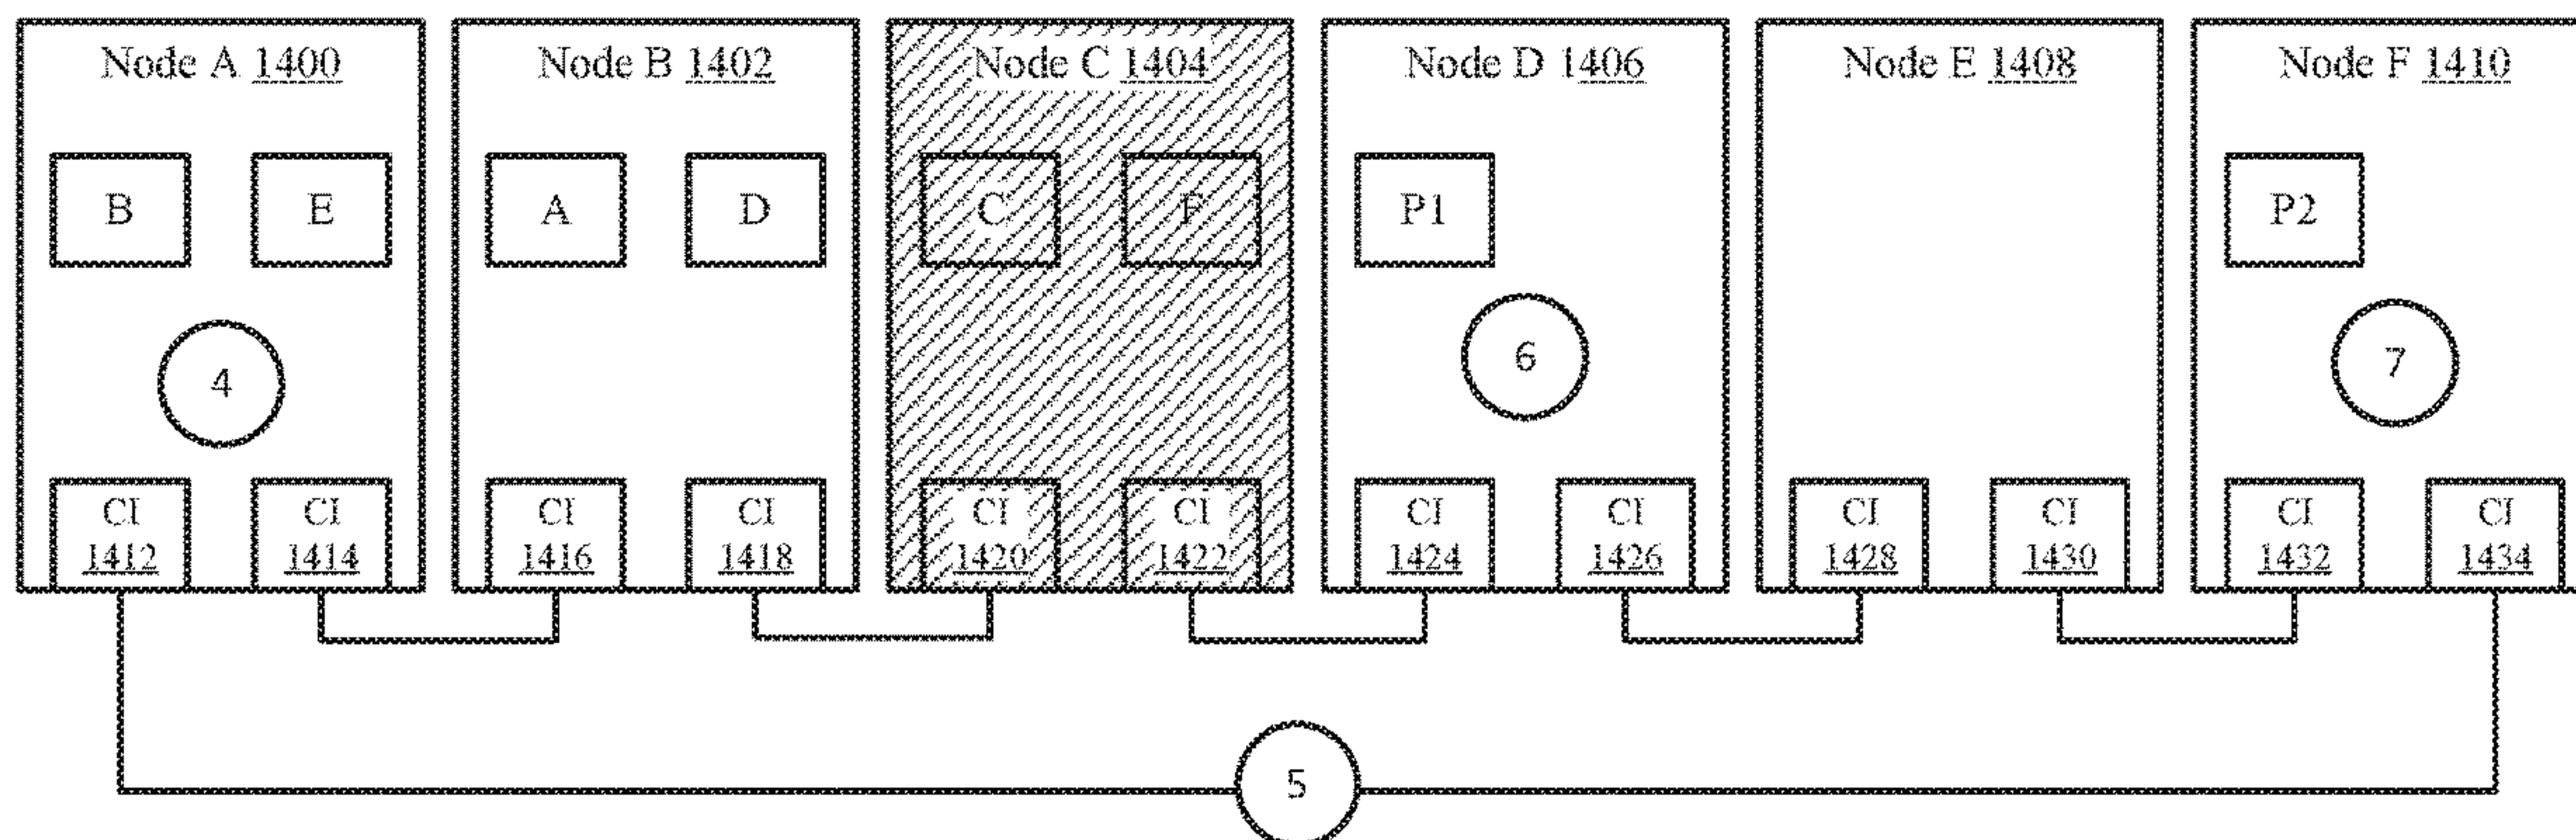 Node A 1400
Node B 1402
Node C 1404
Node D 1406
Node E 1408
Node F 1410
B
E
A
D
C
F
P1
P2
4
6
7
CI
1412
CI
1414
CI
1416
CI
1418
CI
1420
CI
1422
CI
1424
CI
1426
CI
1428
CI
1430
CI
1432
CI
1434
5